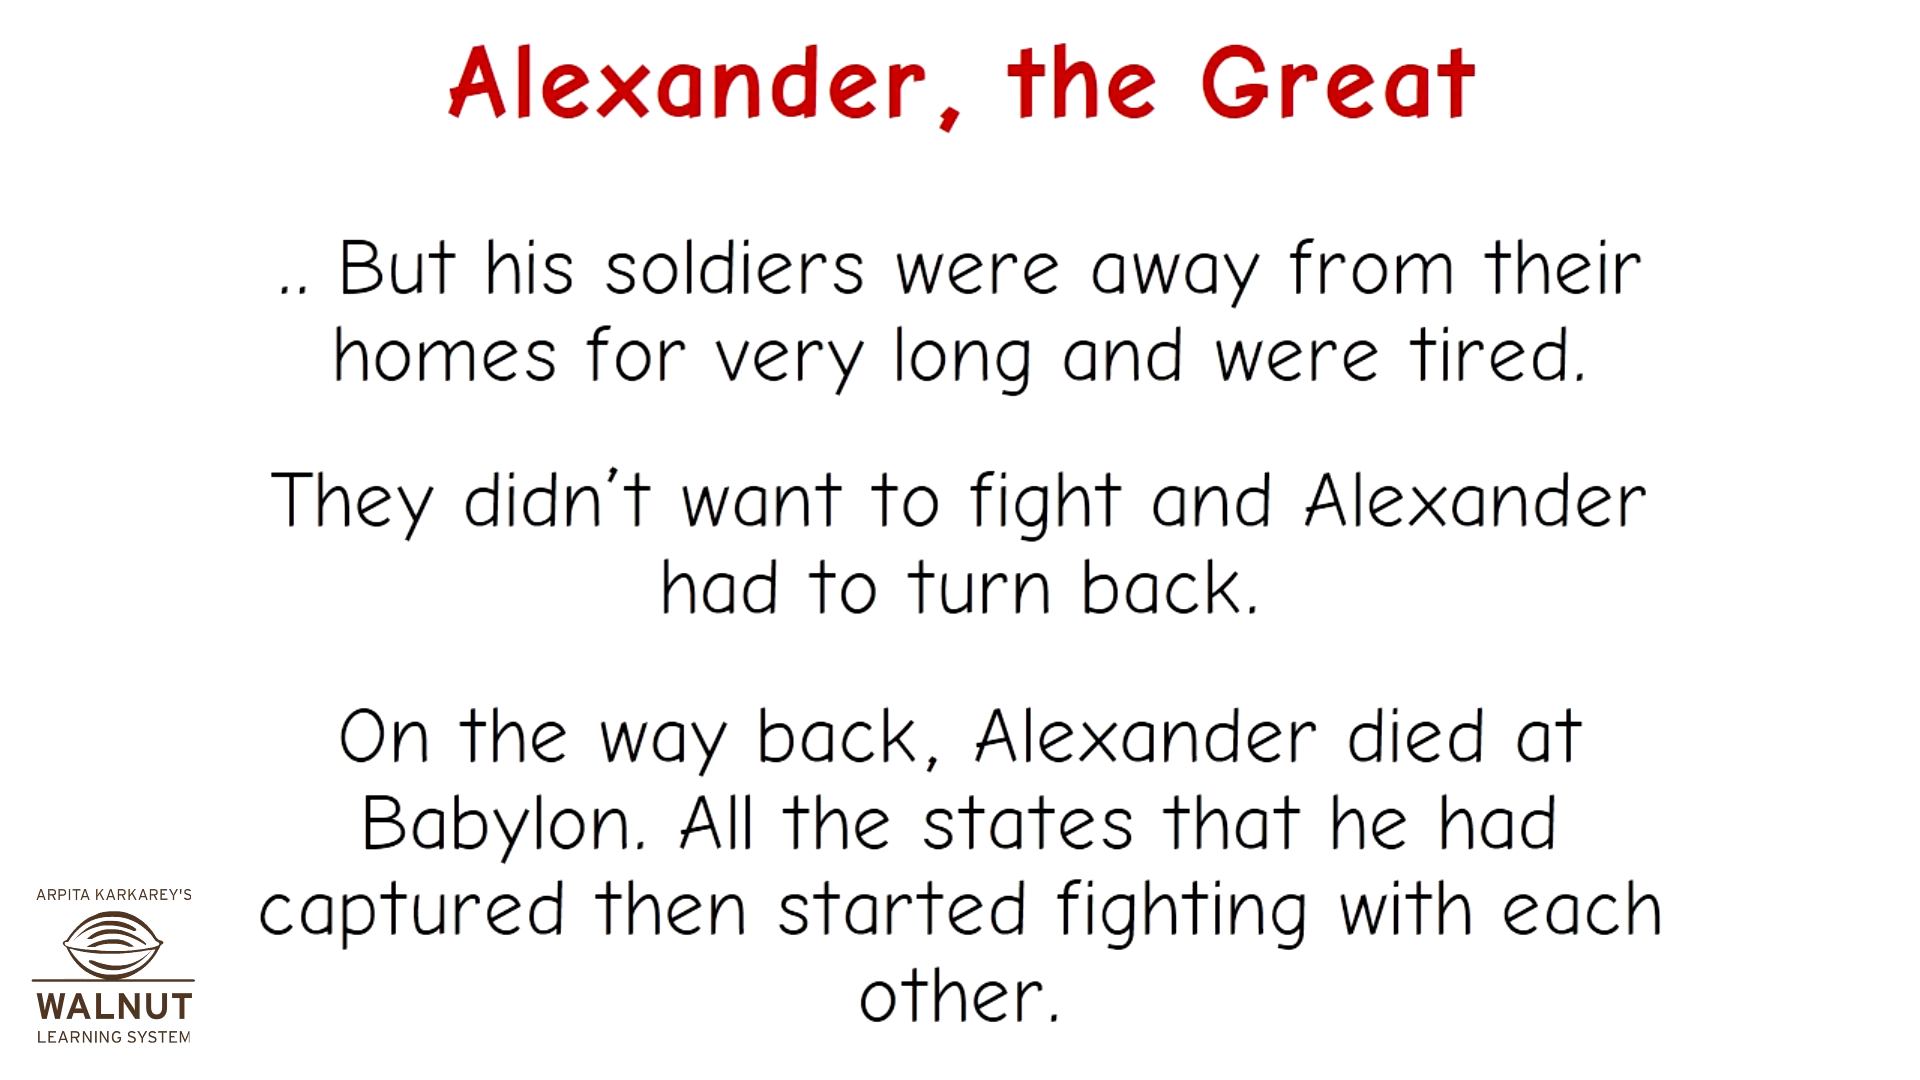 Alexander, the Great
.. But his soldiers were away from their
homes for very long and were tired.
They didn't want to fight and Alexander
had to turn back.
On the way back, Alexander died at
Babylon. All the states that he had
captured then started fighting with each
other.
ARPITA KARKAREY'S
WALNUT
LEARNING SYSTEM